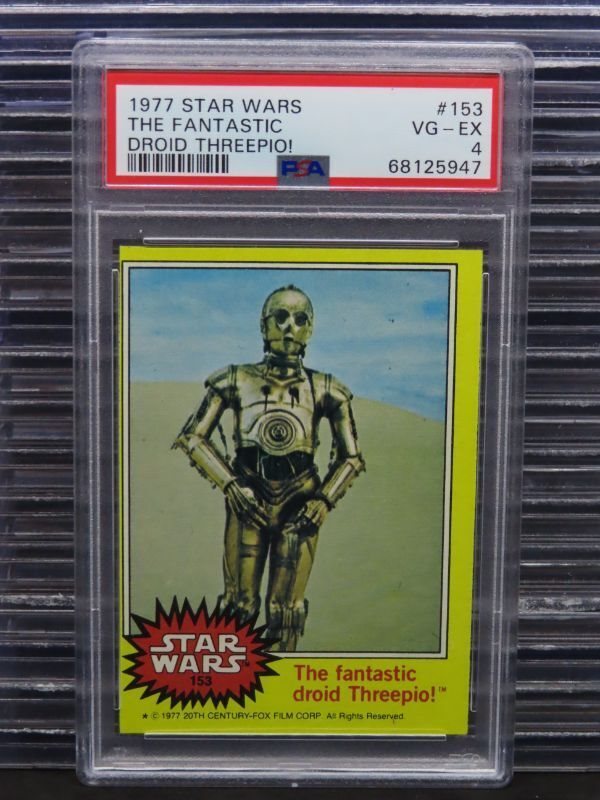 1977 STAR WARS #153
THE FANTASTIC VG - EX
DROID THREEPIO! 4
PSA 68125947
STAR
WARS
153
The fantastic
droid Threepio!™
★ © 1977 20TH CENTURY-FOX FILM CORP. All Rights Reserved.